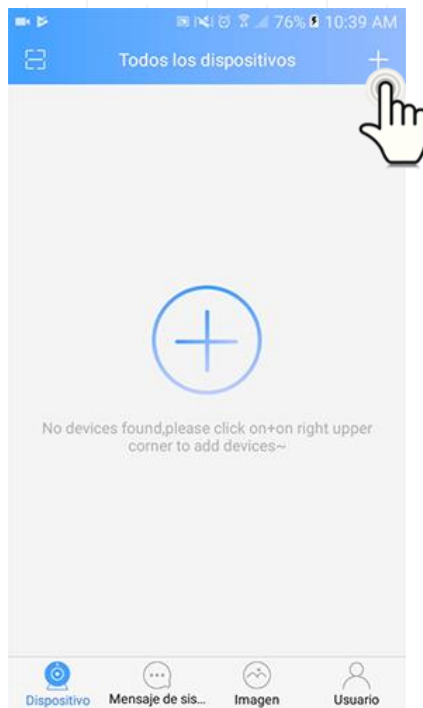 76% 10:39 AM
Todos los dispositivos
No devices found,please click on+on right upper
corner to add devices~
Dispositivo Mensaje de sis... Imagen Usuario